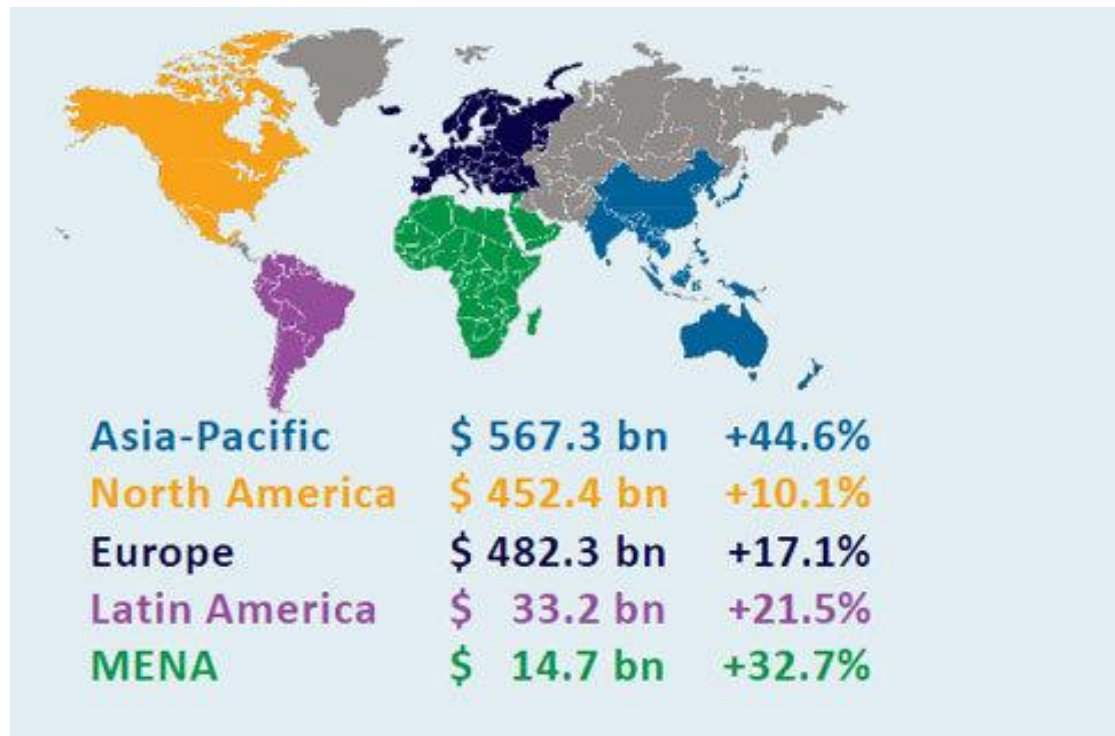 Asia-Pacific $ 567.3 bn +44.6%
North America $ 452.4 bn +10.1%
Europe $ 482.3 bn +17.1%
Latin America $ 33.2 bn +21.5%
MENA $ 14.7 bn +32.7%